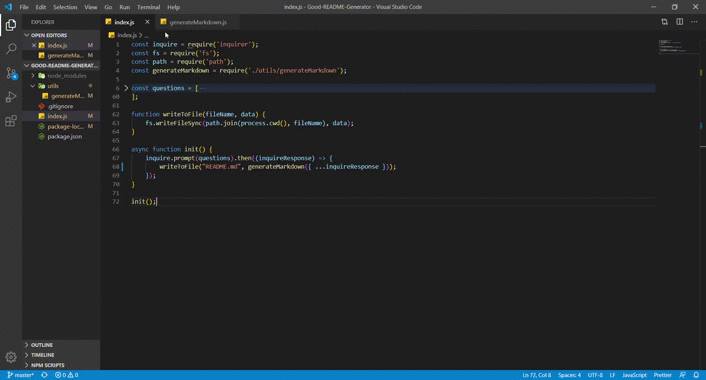 File Edit Selection View Go Run Terminal Help
index.js - Good-README-Generator - Visual Studio Code
EXPLORER
OPEN EDITORS
index.js M
generateMa... M
GOOD-README-GENERAT...
node_modules
utils
generateM... M
.gitignore
index.js M
package-loc... M
package.json
OUTLINE
TIMELINE
NPM SCRIPTS
index.js
generateMarkdown.js
index.js > ...
1 const inquire = require('inquirer');
2 const fs = require('fs');
3 const path = require('path');
4 const generateMarkdown = require('./utils/generateMarkdown');
5
6 const questions = [ ...
60 ];
61
62 function writeToFile(fileName, data) {
63 fs.writeFileSync(path.join(process.cwd(), fileName), data);
64 }
65
66 async function init() {
67 inquire.prompt(questions).then((inquireResponse) => {
68 writeToFile("README.md", generateMarkdown({ ...inquireResponse }));
69 });
70 }
71
72 init();
master* 0 0
Ln 72, Col 8 Spaces: 4 UTF-8 LF JavaScript Prettier